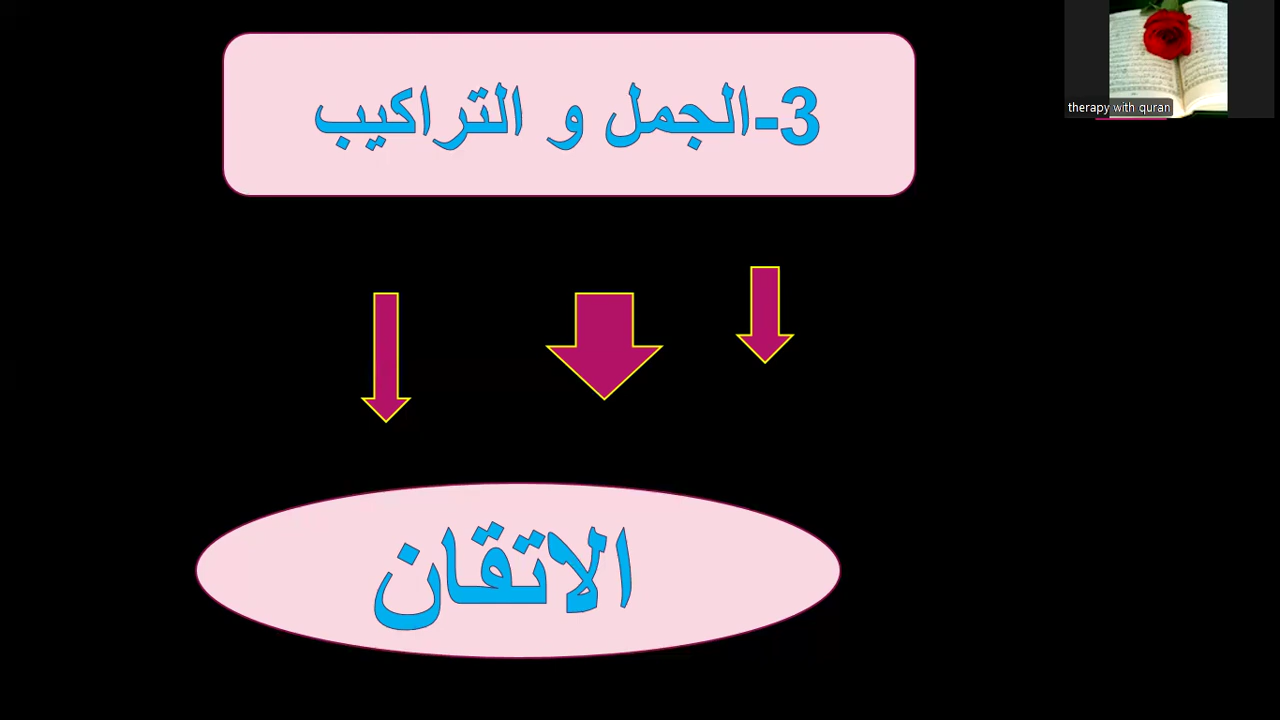 therapy with quran
3-الجمل و التراكيب
الاتقان